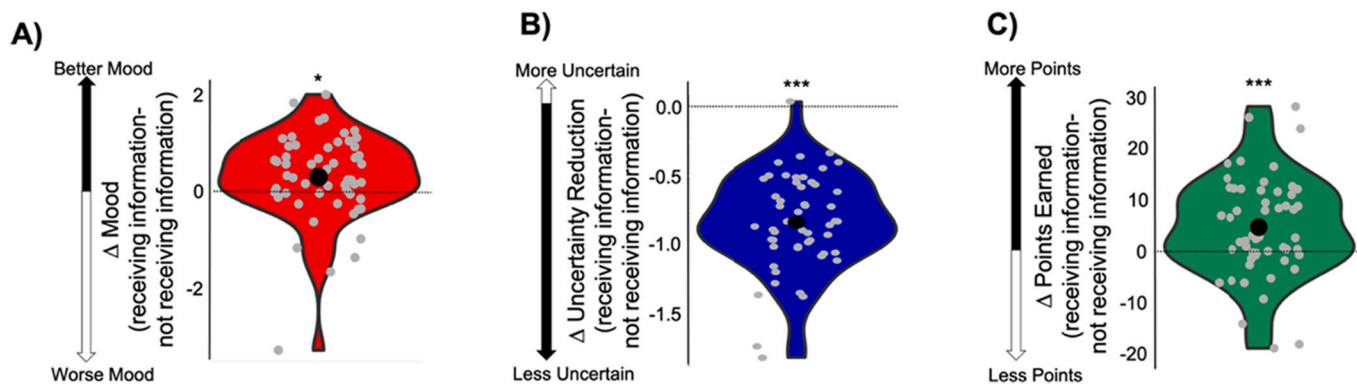 A)
Better Mood
Δ Mood
(receiving information-
not receiving information)
Worse Mood
*
2
0
-2
B)
More Uncertain
Δ Uncertainty Reduction
(receiving information-
not receiving information)
Less Uncertain
***
0.0
-0.5
-1.0
-1.5
C)
More Points
Δ Points Earned
(receiving information-
not receiving information)
Less Points
***
30
20
10
0
-10
-20